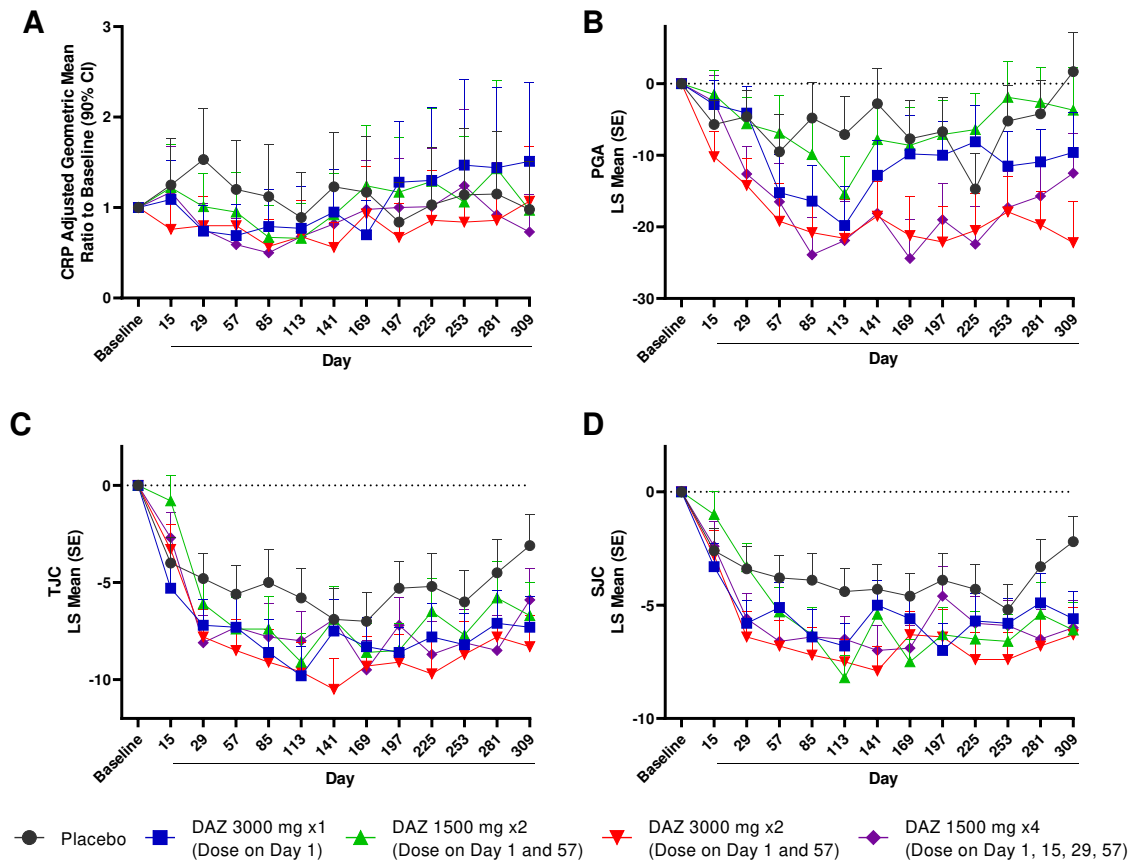 A
CRP Adjusted Geometric Mean
Ratio to Baseline (90% CI)
3
2
1
0
Baseline 15 29 57 85 113 141 169 197 225 253 281 309
Day
B
PGA
LS Mean (SE)
0
-10
-20
-30
Baseline 15 29 57 85 113 141 169 197 225 253 281 309
Day
C
TJC
LS Mean (SE)
0
-5
-10
Baseline 15 29 57 85 113 141 169 197 225 253 281 309
Day
D
SJC
LS Mean (SE)
0
-5
-10
Baseline 15 29 57 85 113 141 169 197 225 253 281 309
Day
Placebo
DAZ 3000 mg x1
(Dose on Day 1)
DAZ 1500 mg x2
(Dose on Day 1 and 57)
DAZ 3000 mg x2
(Dose on Day 1 and 57)
DAZ 1500 mg x4
(Dose on Day 1, 15, 29, 57)